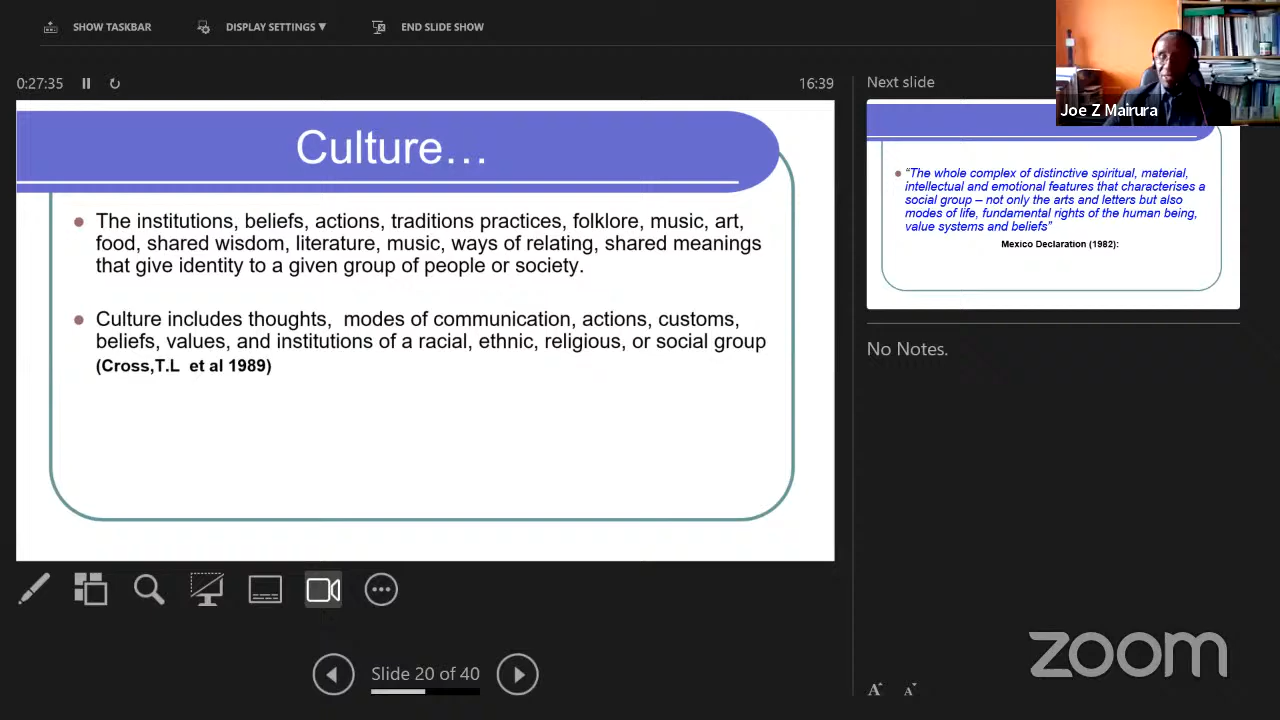 SHOW TASKBAR
DISPLAY SETTINGS ▼
END SLIDE SHOW
0:27:35
16:39
Culture…
The institutions, beliefs, actions, traditions practices, folklore, music, art,
food, shared wisdom, literature, music, ways of relating, shared meanings
that give identity to a given group of people or society.
Culture includes thoughts,  modes of communication, actions, customs,
beliefs, values, and institutions of a racial, ethnic, religious, or social group
(Cross,T.L  et al 1989)
Slide 20 of 40
Next slide
Joe Z Mairura
“The whole complex of distinctive spiritual, material,
intellectual and emotional features that characterises a
social group – not only the arts and letters but also
modes of life, fundamental rights of the human being,
value systems and beliefs”
Mexico Declaration (1982):
No Notes.
zoom
A A